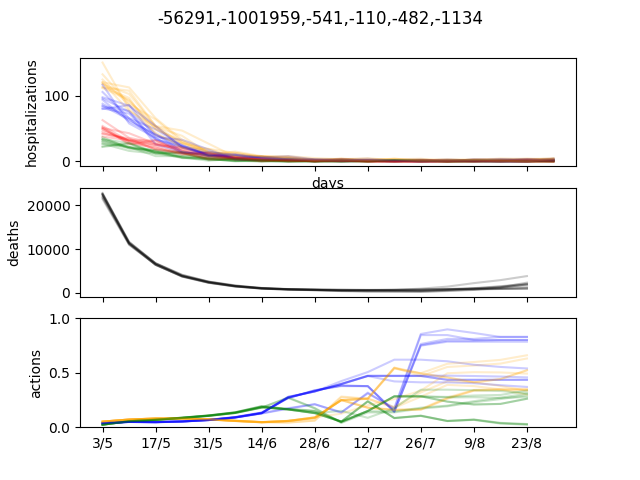 -56291,-1001959,-541,-110,-482,-1134
hospitalizations
100
0
days
deaths
20000
10000
0
actions
1.0
0.5
0.0
3/5 17/5 31/5 14/6 28/6 12/7 26/7 9/8 23/8